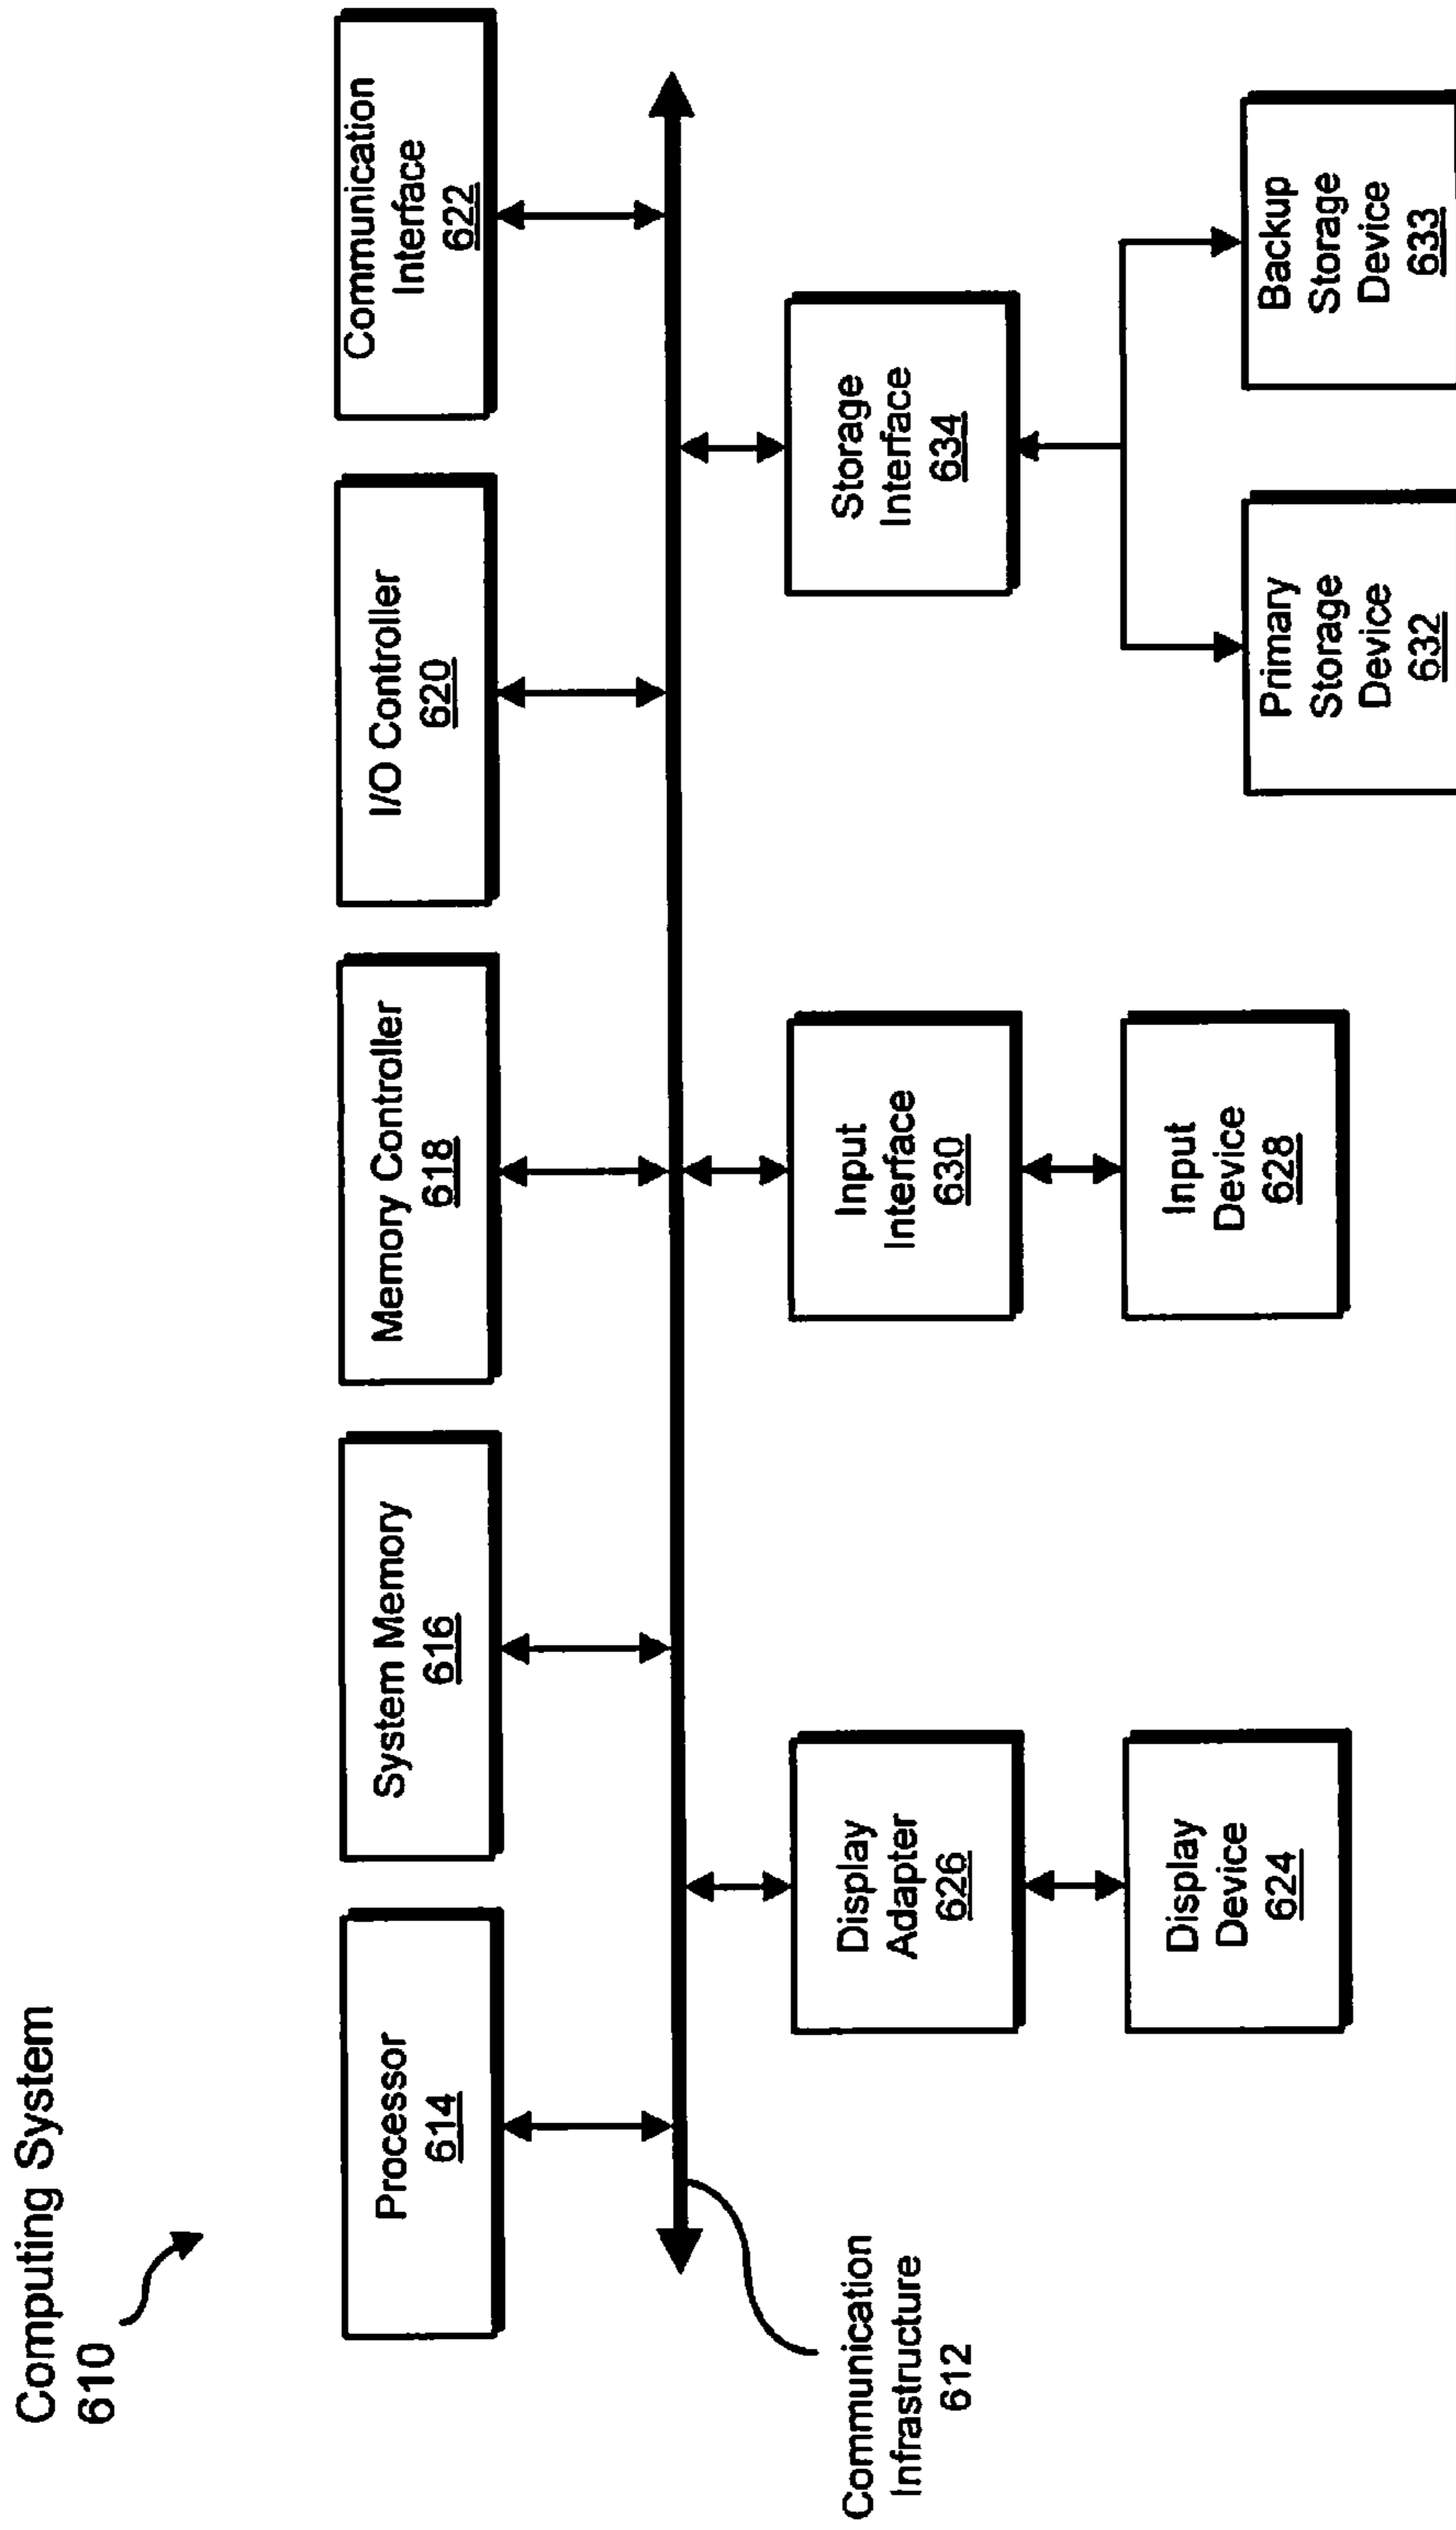 Computing System
610
Processor
614
System Memory
616
Memory Controller
618
I/O Controller
620
Communication
Interface
622
Communication
Infrastructure
612
Display
Adapter
626
Input
Interface
630
Storage
Interface
634
Display
Device
624
Input
Device
628
Primary
Storage
Device
632
Backup
Storage
Device
633